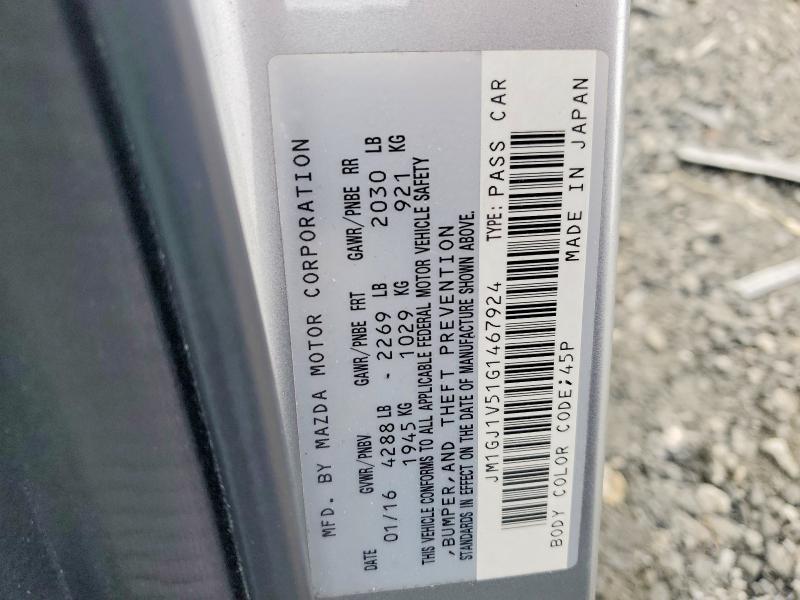 MFD. BY MAZDA MOTOR CORPORATION
DATE GVWR/PNBV GAWR/PNBE FRT GAWR/PNBE RR
01/16 4288 LB - 2269 LB 2030 LB
1945 KG 1029 KG 921 KG
THIS VEHICLE CONFORMS TO ALL APPLICABLE FEDERAL MOTOR VEHICLE SAFETY
,BUMPER,AND THEFT PREVENTION
STANDARDS IN EFFECT ON THE DATE OF MANUFACTURE SHOWN ABOVE.
JM1GJ1V51G1467924 TYPE: PASS CAR
BODY COLOR CODE;45P MADE IN JAPAN